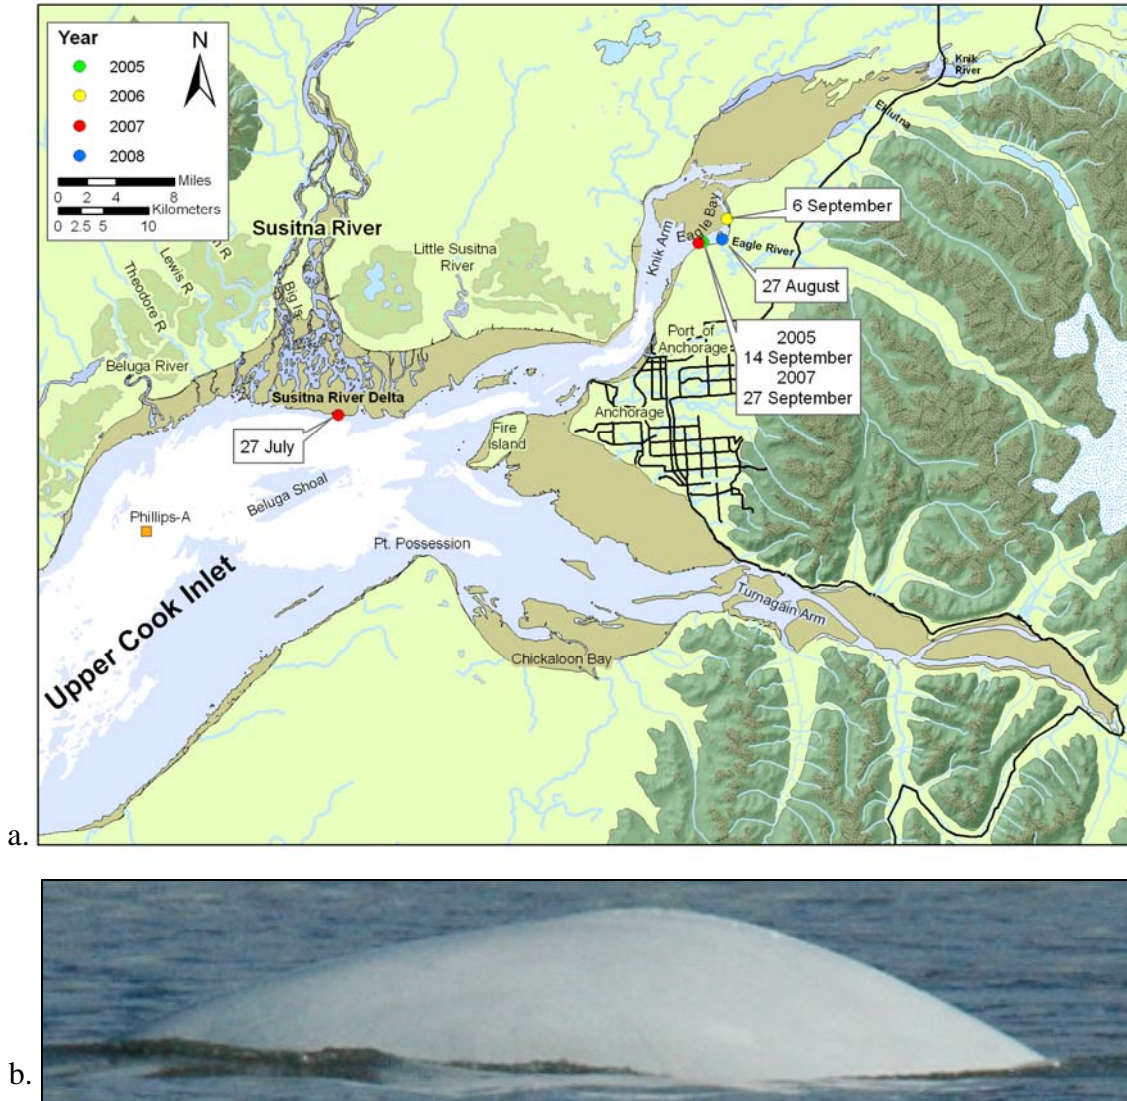 Year
N
2005
2006
2007
2008
Miles
0 2 4 8
Kilometers
0 2.5 5 10
Knik
River
Eklutna
6 September
Eagle Bay
Susitna River
Knik Arm
Eagle River
Little Susitna
River
27 August
Lewis R
Theodore R
Big Is.
Port of
Anchorage
2005
14 September
2007
27 September
Beluga River
Susitna River Delta
Anchorage
27 July
Fire
Island
Beluga Shoal
Phillips-A
Pt. Possession
Upper Cook Inlet
Turnagain Arm
Chickaloon Bay
a.
b.